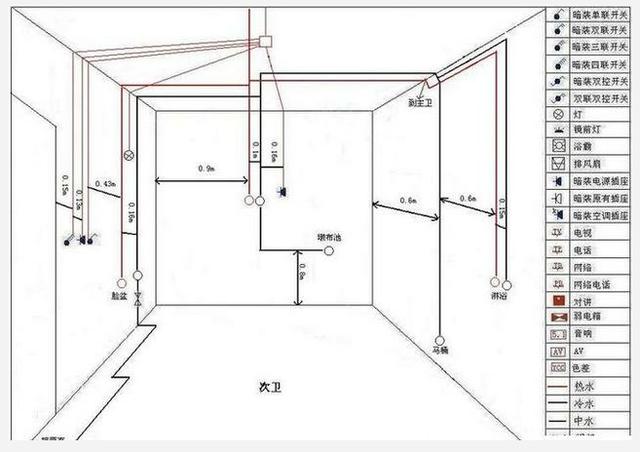 到主卫
0.15m
0.13m
0.43m
0.16m
0.9m
0.1m
0.16m
0.6m
0.6m
0.15m
墩布池
0.8m
脸盆
淋浴
马桶
次卫
暗装单联开关
暗装双联开关
暗装三联开关
暗装四联开关
暗装双控开关
双联双控开关
灯
镜前灯
浴霸
排风扇
暗装电源插座
暗装原有插座
暗装空调插座
电视
电话
网络
网络电话
对讲
弱电箱
5.1 音响
AV AV
色差
热水
冷水
中水